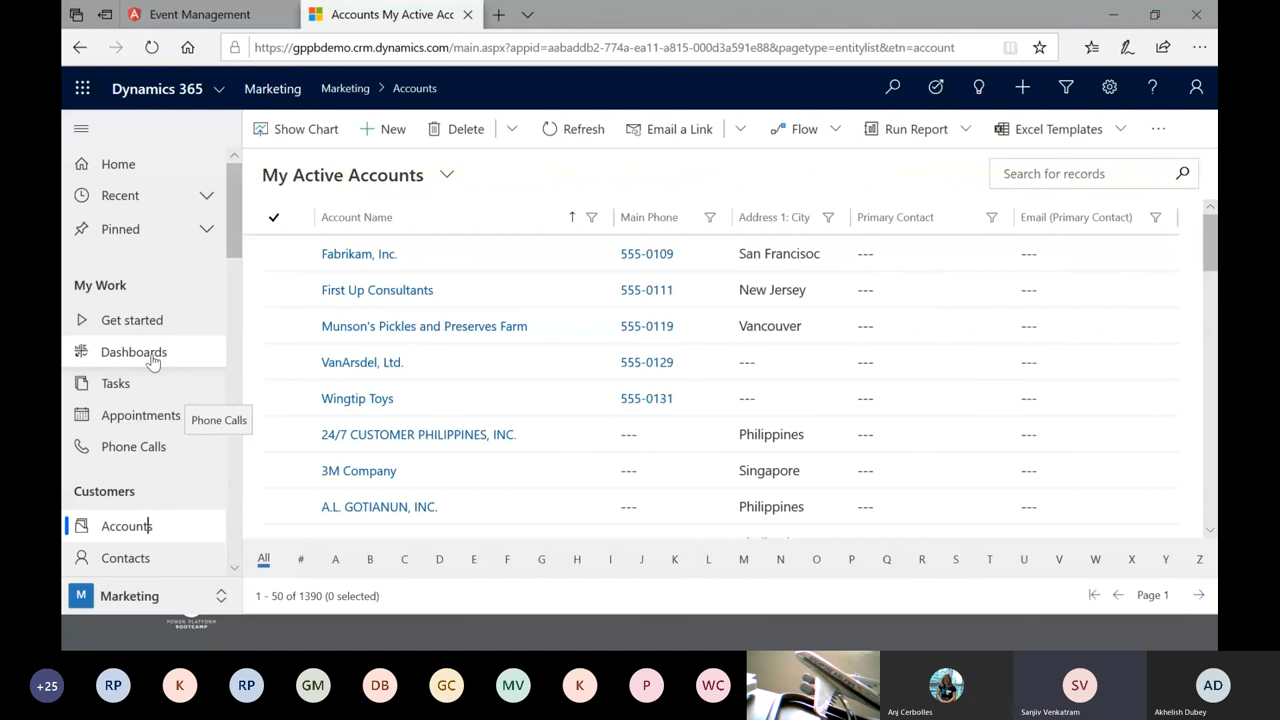 Event Management
Accounts My Active Acc
https://gppbdemo.crm.dynamics.com/main.aspx?appid=aabaddb2-774a-ea11-a815-000d3a591e88&pagetype=entitylist&etn=account
Dynamics 365
Marketing
Marketing > Accounts
Show Chart
New
Delete
Refresh
Email a Link
Flow
Run Report
Excel Templates
Home
Recent
Pinned
My Work
Get started
Dashboards
Tasks
Appointments
Phone Calls
Phone Calls
Customers
Accounts
Contacts
M
Marketing
My Active Accounts
Search for records
Account Name Main Phone Address 1: City Primary Contact Email (Primary Contact)
Fabrikam, Inc. 555-0109 San Francisoc --- ---
First Up Consultants 555-0111 New Jersey --- ---
Munson's Pickles and Preserves Farm 555-0119 Vancouver --- ---
VanArsdel, Ltd. 555-0129 --- --- ---
Wingtip Toys 555-0131 --- --- ---
24/7 CUSTOMER PHILIPPINES, INC. --- Philippines --- ---
3M Company --- Singapore --- ---
A.L. GOTIANUN, INC. --- Philippines --- ---
All # A B C D E F G H I J K L M N O P Q R S T U V W X Y Z
1 - 50 of 1390 (0 selected)
Page 1
POWER PLATFORM
BOOTCAMP
+25 RP K RP GM DB GC MV K P WC SV AD
Anj Cerbolles
Sanjiv Venkatram
Akhelish Dubey